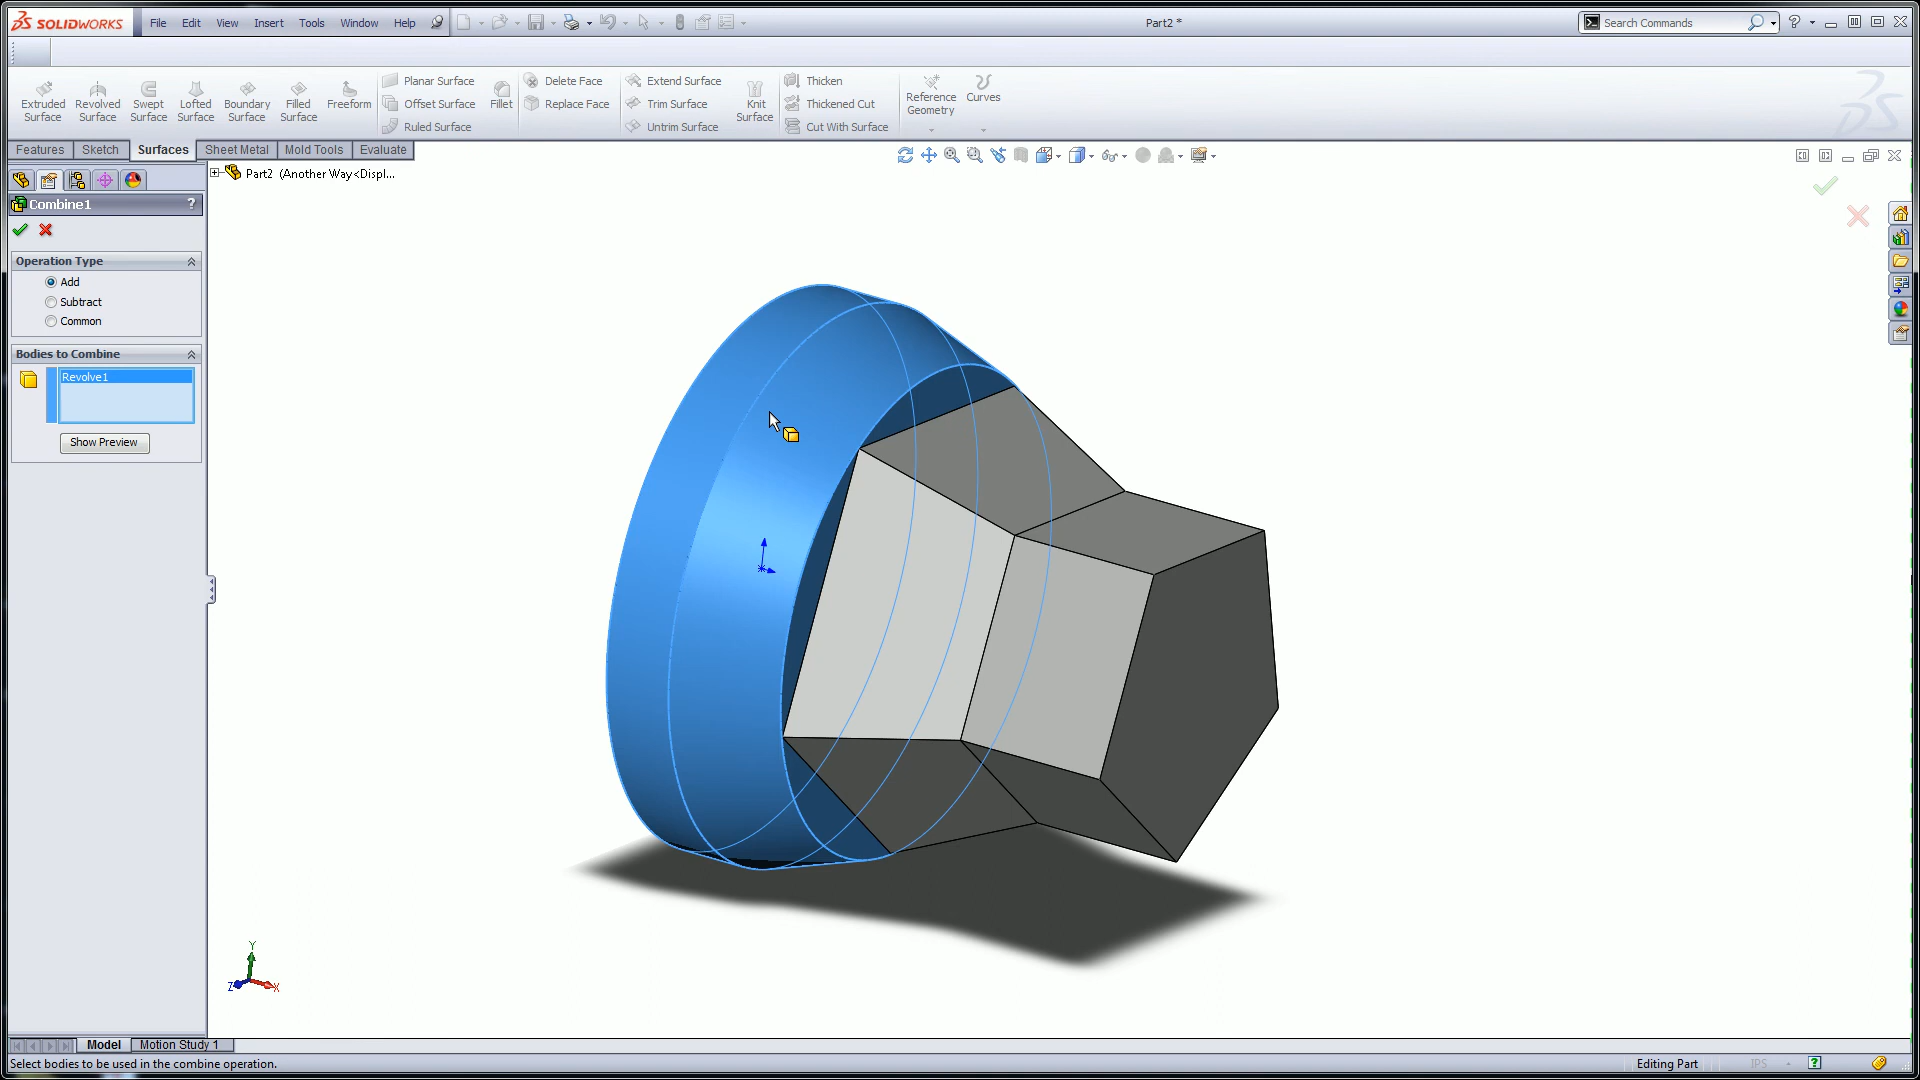 SOLIDWORKS File Edit View Insert Tools Window Help Part2 * Search Commands ?
Extruded Surface
Revolved Surface
Swept Surface
Lofted Surface
Boundary Surface
Filled Surface
Freeform
Planar Surface
Offset Surface
Ruled Surface
Fillet
Delete Face
Replace Face
Extend Surface
Trim Surface
Untrim Surface
Knit Surface
Thicken
Thickened Cut
Cut With Surface
Reference Geometry
Curves
Features Sketch Surfaces Sheet Metal Mold Tools Evaluate
Part2 (Another Way<Displ...
Combine1 ?
Operation Type
Add
Subtract
Common
Bodies to Combine
Revolve1
Show Preview
Y
Z X
Model Motion Study 1
Select bodies to be used in the combine operation. Editing Part IPS ?